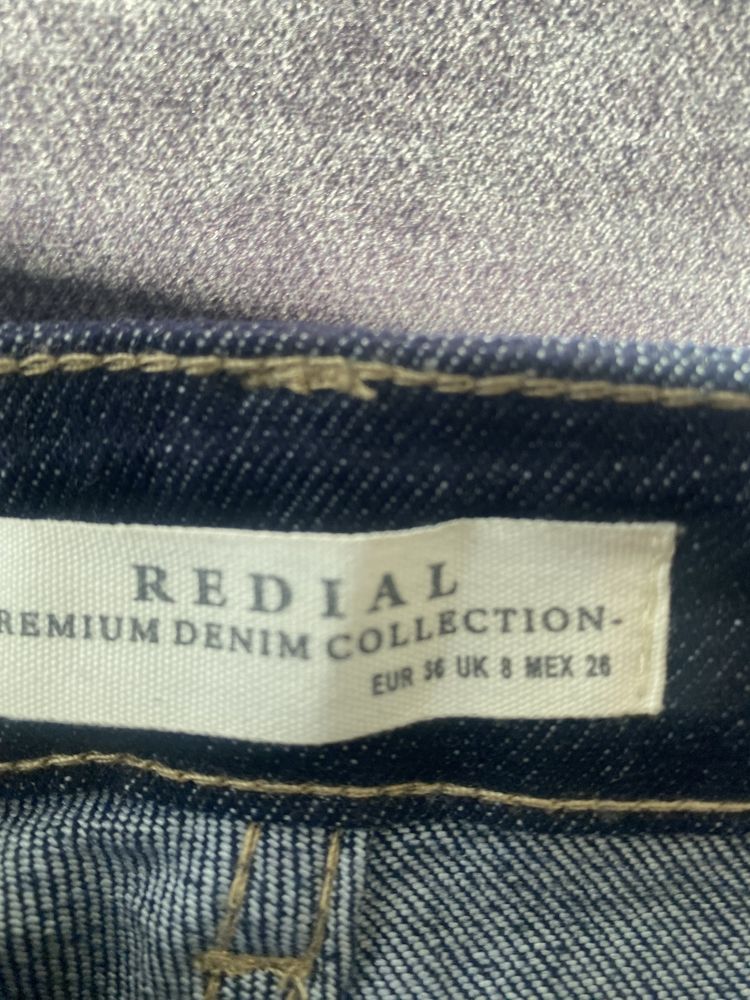 REDIAL
REMIUM DENIM COLLECTION-
EUR 36 UK 8 MEX 26